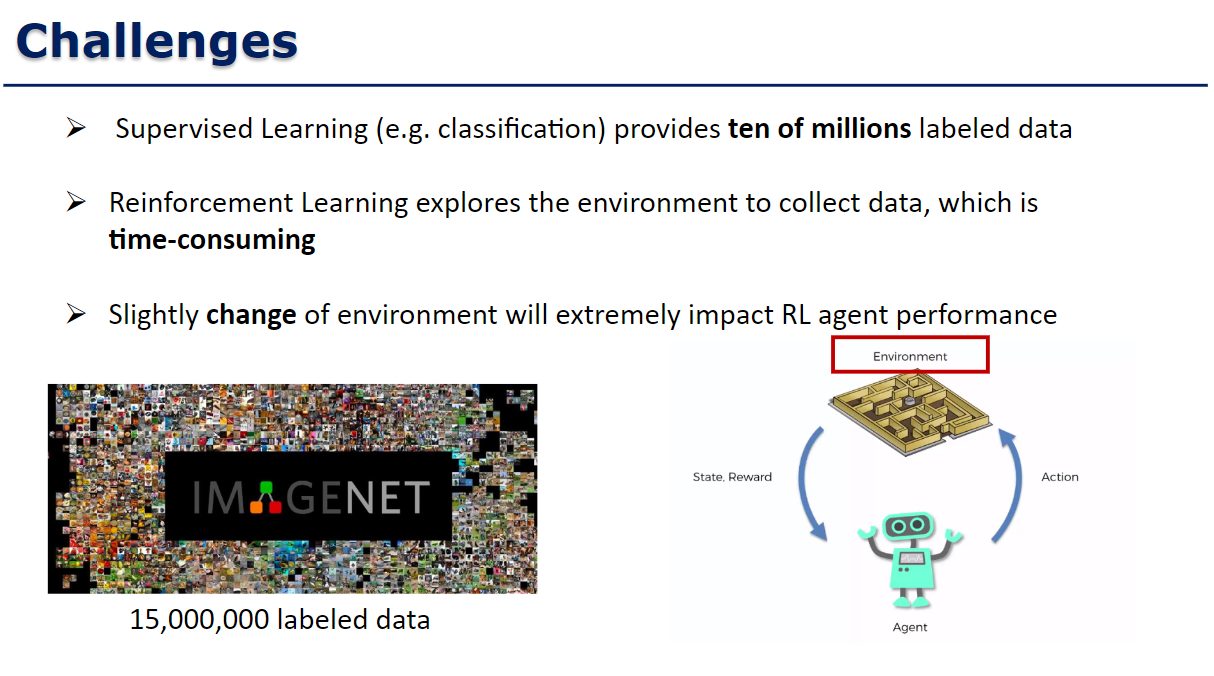 Challenges
Supervised Learning (e.g. classification) provides ten of millions labeled data
Reinforcement Learning explores the environment to collect data, which is
time-consuming
Slightly change of environment will extremely impact RL agent performance
Environment
IMAGENET
State, Reward
Action
15,000,000 labeled data
Agent